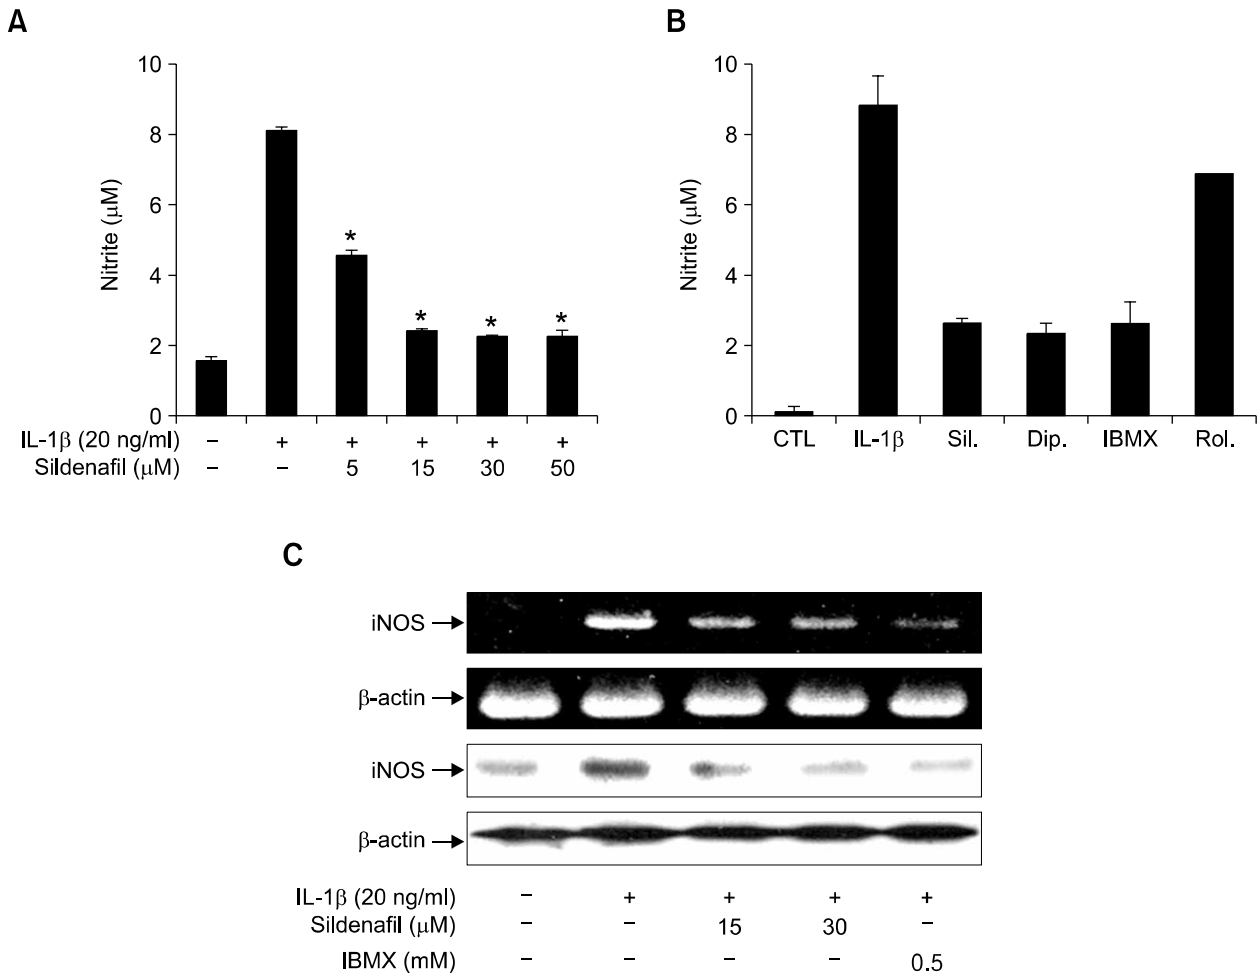 A
10
8
6
4
2
0
Nitrite (μM)
* * * *
IL-1β (20 ng/ml) – + + + + +
Sildenafil (μM) – – 5 15 30 50
B
10
8
6
4
2
0
Nitrite (μM)
CTL IL-1β Sil. Dip. IBMX Rol.
C
iNOS
β-actin
iNOS
β-actin
IL-1β (20 ng/ml) – + + + +
Sildenafil (μM) – – 15 30 –
IBMX (mM) – – – – 0.5